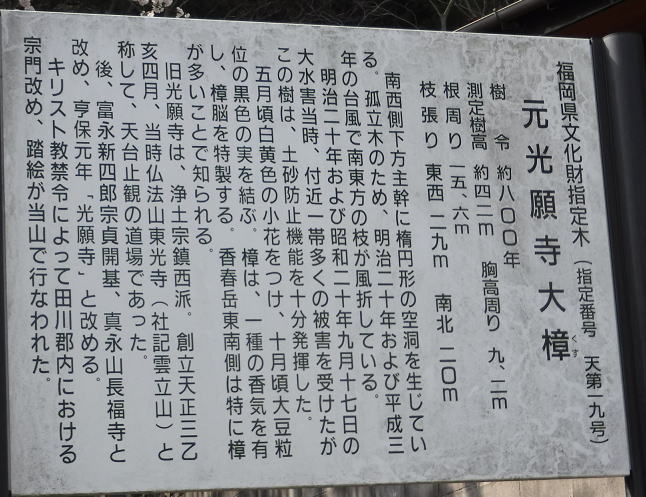 福岡県文化財指定木（指定番号　天第一九号）
元光願寺大樟
くす
樹　令　約八〇〇年
測定樹高　約四二m　胸高周り　九、二m
根周り　一五、六m
枝張り　東西　二九m　南北　二〇m
南西側下方主幹に楕円形の空洞を生じてい
る。孤立木のため、明治二十年および平成三
年の台風で南東方の枝が風折している。
明治二十年および昭和二十年九月十七日の
大水害当時、付近一帯多くの被害を受けたが
この樹は、土砂防止機能を十分発揮した。
五月頃白黄色の小花をつけ、十月頃大豆粒
位の黒色の実を結ぶ。樟は、一種の香気を有
し、樟脳を特製する。香春岳東南側は特に樟
が多いことで知られる。
旧光願寺は、浄土宗鎮西派。創立天正三乙
亥四月、当時仏法山東光寺（社記雲立山）と
称して、天台止観の道場であった。
後、富永新四郎宗貞開基、真永山長福寺と
改め、亨保元年「光願寺」と改める。
キリスト教禁令によって田川郡内における
宗門改め、踏絵が当山で行なわれた。